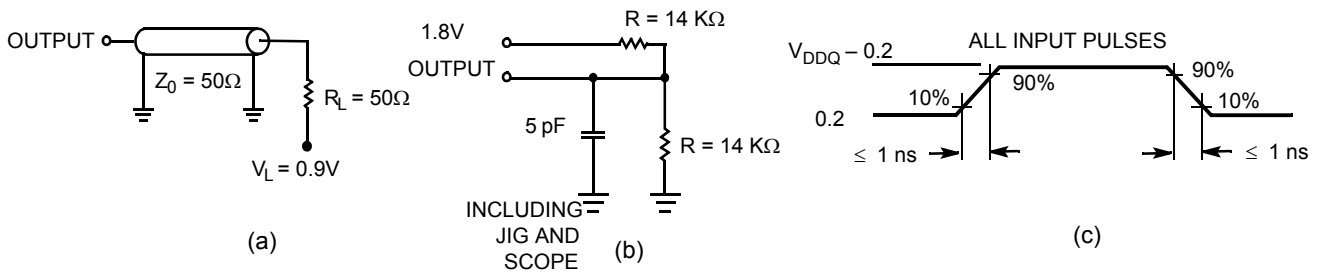 OUTPUT
Z0 = 50Ω
RL = 50Ω
VL = 0.9V
(a)
R = 14 KΩ
1.8V
OUTPUT
5 pF
R = 14 KΩ
INCLUDING
JIG AND
SCOPE
(b)
ALL INPUT PULSES
VDDQ – 0.2
90%
90%
10%
10%
0.2
≤ 1 ns
≤ 1 ns
(c)